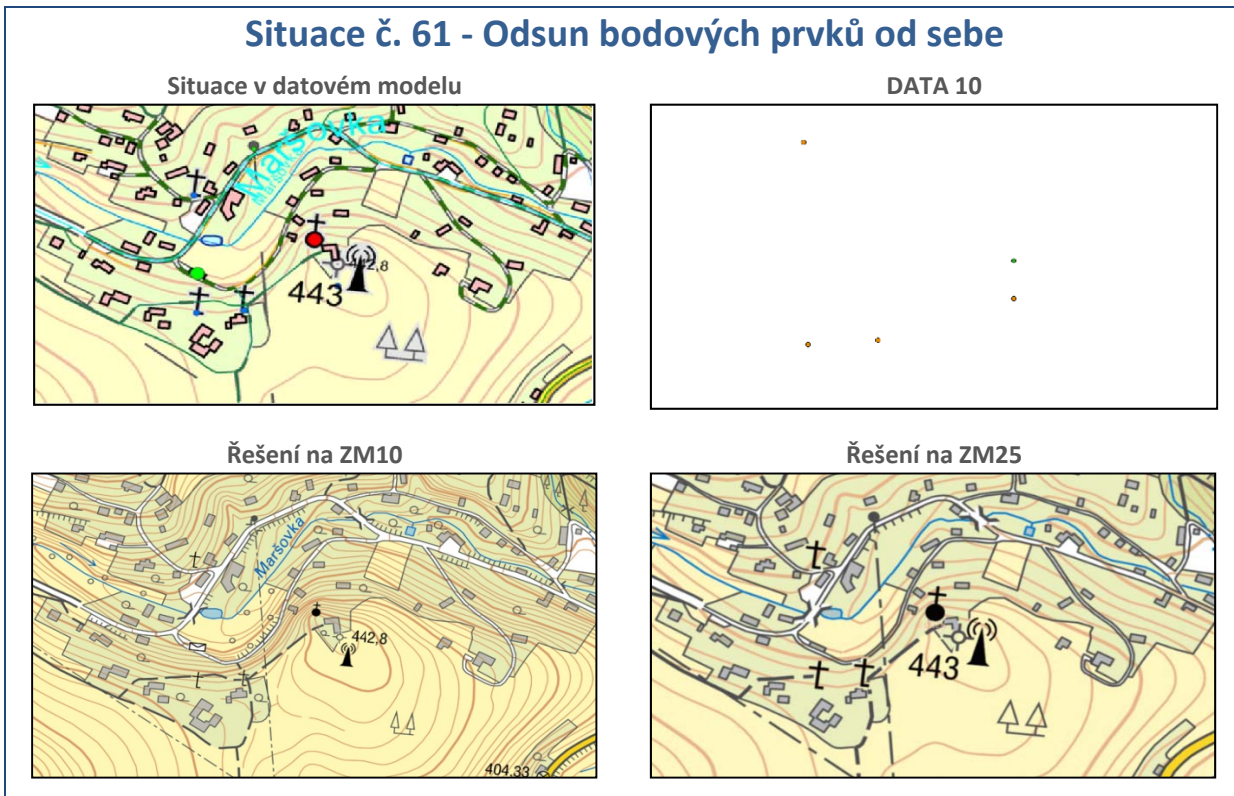 Situace č. 61 - Odsun bodových prvků od sebe
Situace v datovém modelu
DATA 10
Maršovka
442,8
443
Řešení na ZM10
Řešení na ZM25
Maršovka
442,8
404,33
443